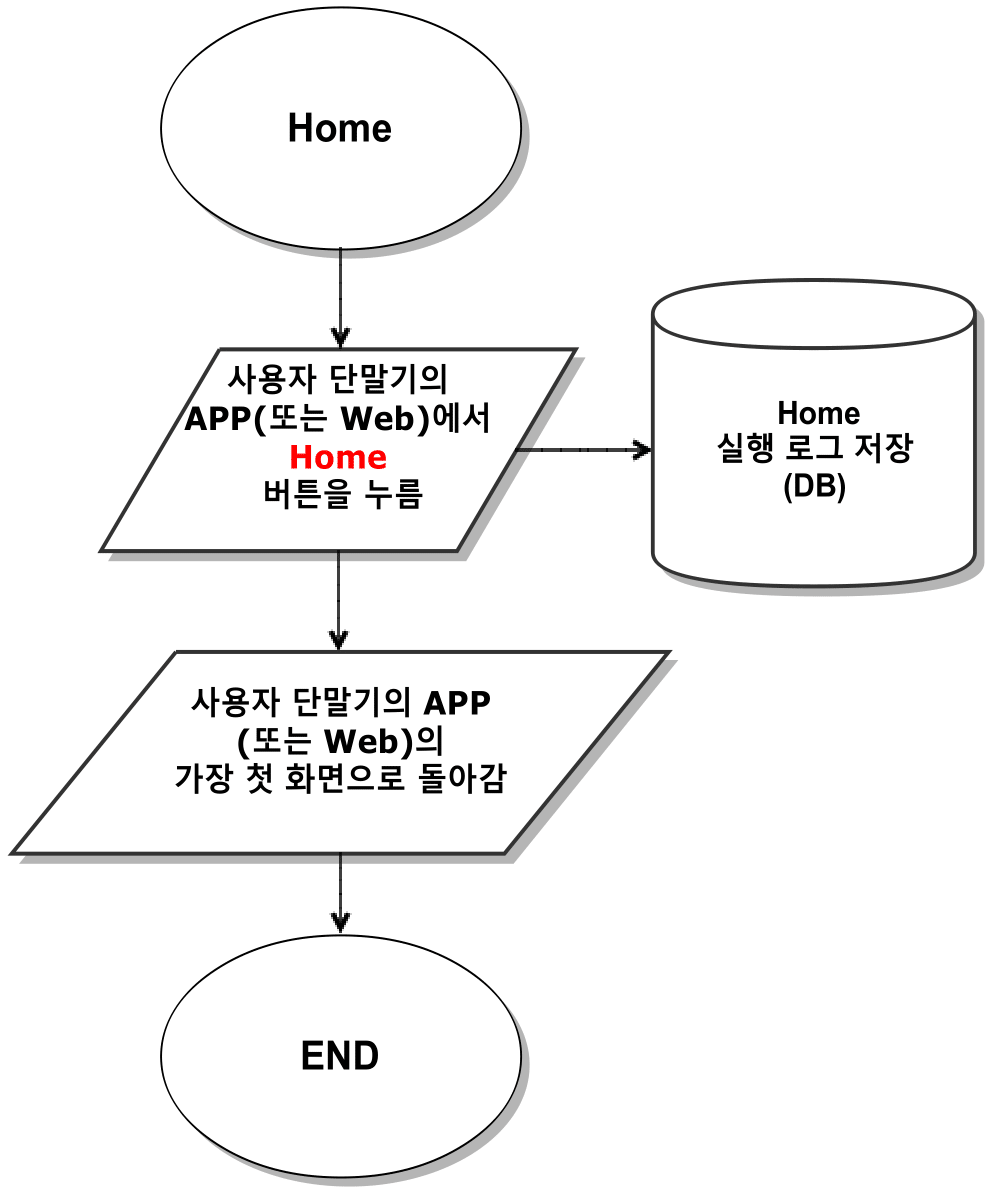 Home
사용자 단말기의
APP(또는 Web)에서
Home
버튼을 누름
Home
실행 로그 저장
(DB)
사용자 단말기의 APP
(또는 Web)의
가장 첫 화면으로 돌아감
END